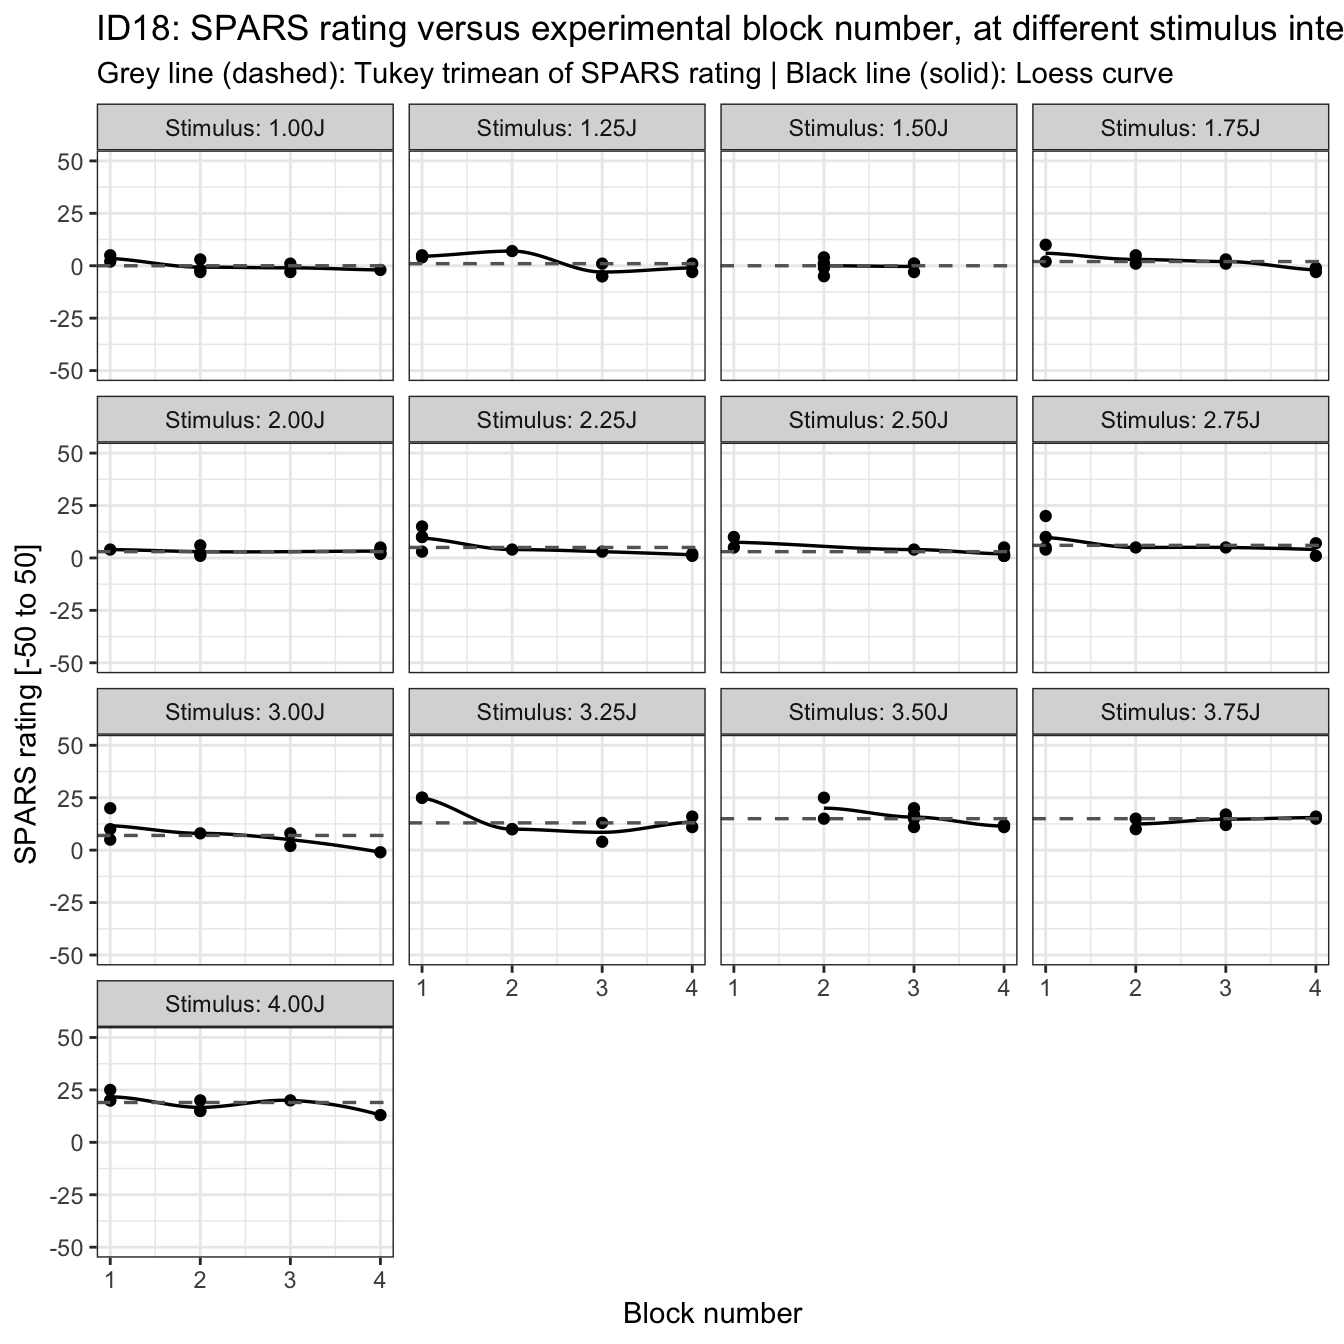 ID18: SPARS rating versus experimental block number, at different stimulus inte
Grey line (dashed): Tukey trimean of SPARS rating | Black line (solid): Loess curve
Stimulus: 1.00J
Stimulus: 1.25J
Stimulus: 1.50J
Stimulus: 1.75J
50
25
0
-25
-50
Stimulus: 2.00J
Stimulus: 2.25J
Stimulus: 2.50J
Stimulus: 2.75J
50
25
0
-25
-50
SPARS rating [-50 to 50]
Stimulus: 3.00J
Stimulus: 3.25J
Stimulus: 3.50J
Stimulus: 3.75J
50
25
0
-25
-50
1 2 3 4
1 2 3 4
1 2 3 4
Stimulus: 4.00J
50
25
0
-25
-50
1 2 3 4
Block number